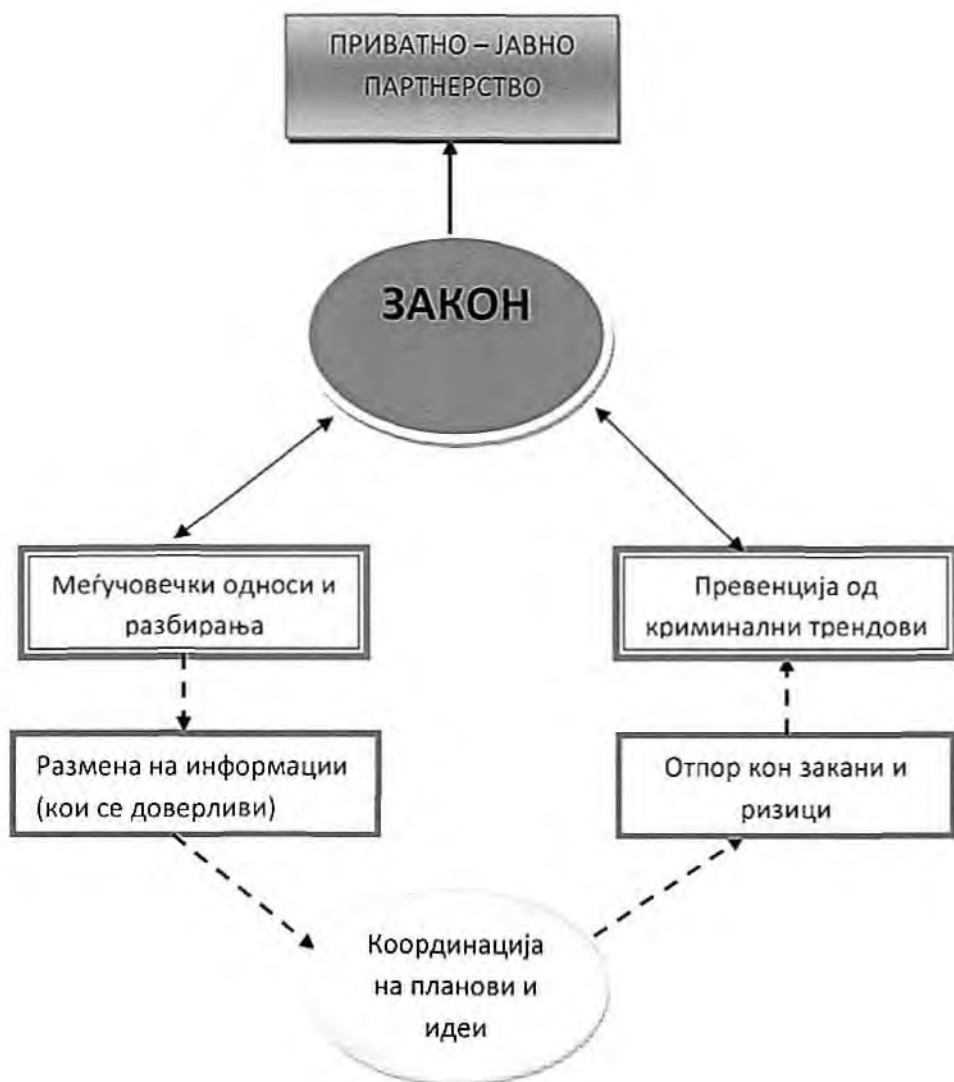 ПРИВАТНО – ЈАВНО
ПАРТНЕРСТВО
ЗАКОН
Меѓучовечки односи и
разбирања
Превенција од
криминални трендови
Размена на информации
(кои се доверливи)
Отпор кон закани и
ризици
Координација
на планови и
идеи